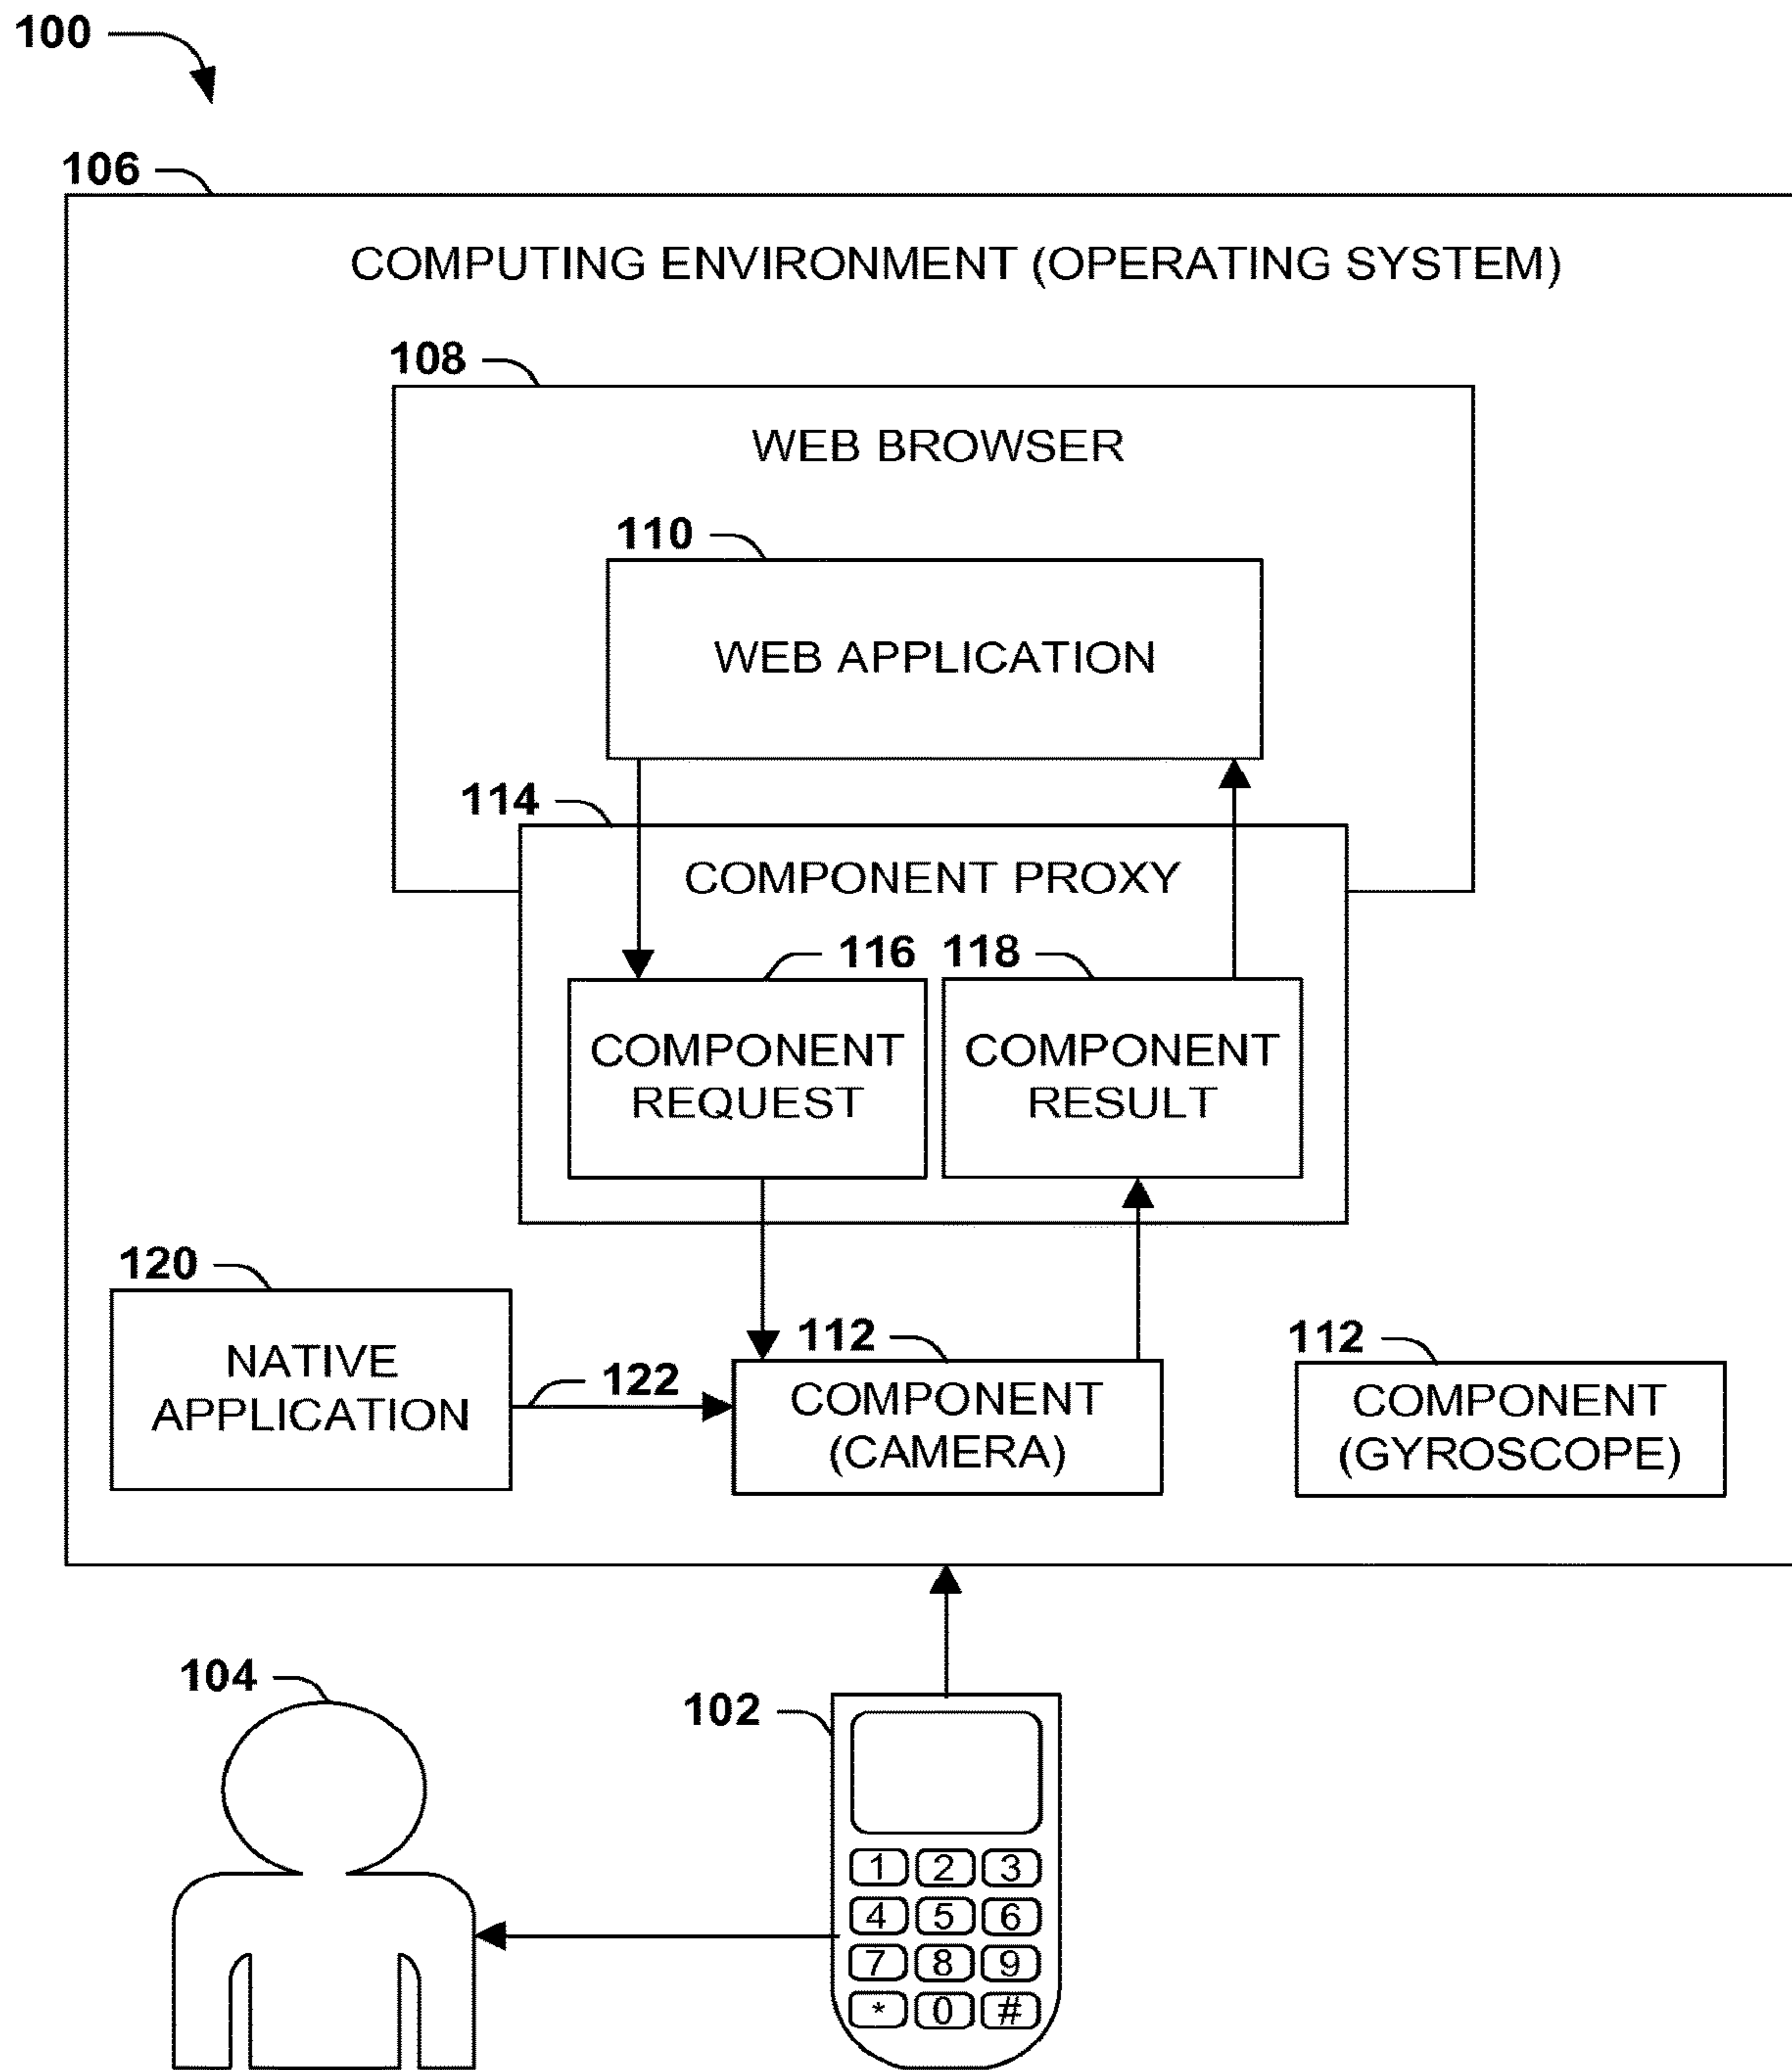 100
106
COMPUTING ENVIRONMENT (OPERATING SYSTEM)
108
WEB BROWSER
110
WEB APPLICATION
114
COMPONENT PROXY
116
118
COMPONENT
REQUEST
COMPONENT
RESULT
120
NATIVE
APPLICATION
122
112
COMPONENT
(CAMERA)
112
COMPONENT
(GYROSCOPE)
104
102
1 2 3
4 5 6
7 8 9
* 0 #